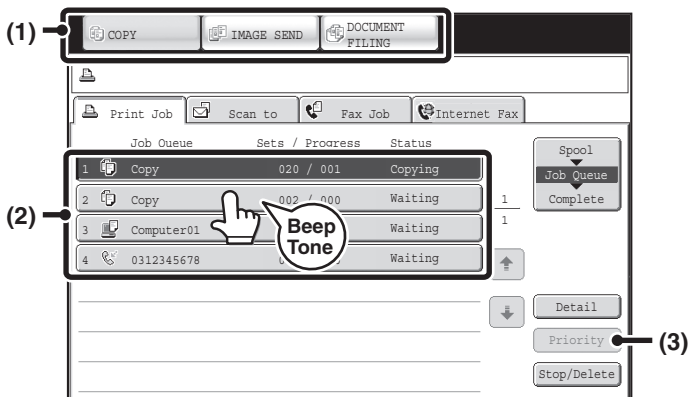 (1)
COPY
IMAGE SEND
DOCUMENT
FILING
Print Job
Scan to
Fax Job
Internet Fax
Job Queue Sets / Progress Status
1 Copy 020 / 001 Copying
2 Copy 002 / 000 Waiting
3 Computer01 Waiting
4 0312345678 Waiting
(2)
Beep
Tone
1
1
Spool
Job Queue
Complete
Detail
Priority
(3)
Stop/Delete